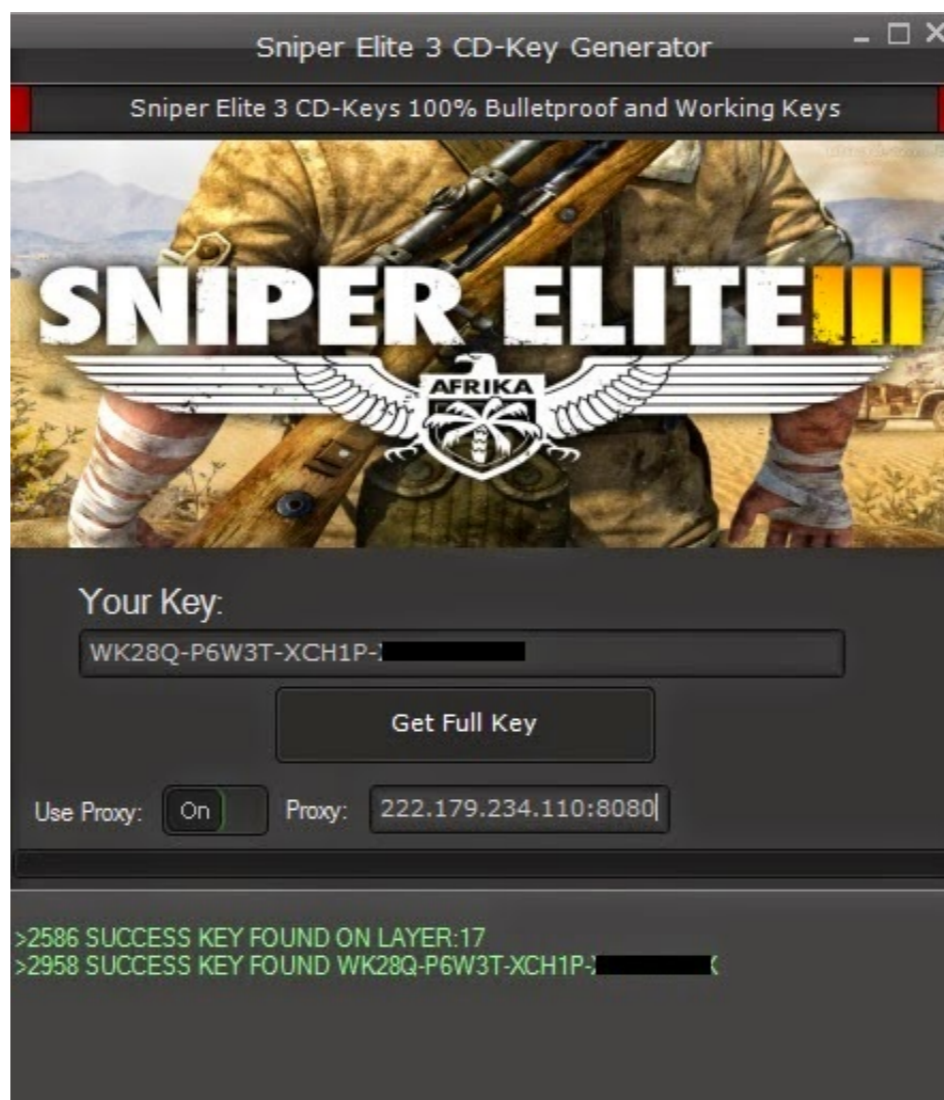 Sniper Elite 3 CD-Key Generator
Sniper Elite 3 CD-Keys 100% Bulletproof and Working Keys
SNIPER ELITE III
AFRIKA
Your Key:
WK28Q-P6W3T-XCH1P-
Get Full Key
Use Proxy: On Proxy: 222.179.234.110:8080
>2586 SUCCESS KEY FOUND ON LAYER:17
>2958 SUCCESS KEY FOUND WK28Q-P6W3T-XCH1P-